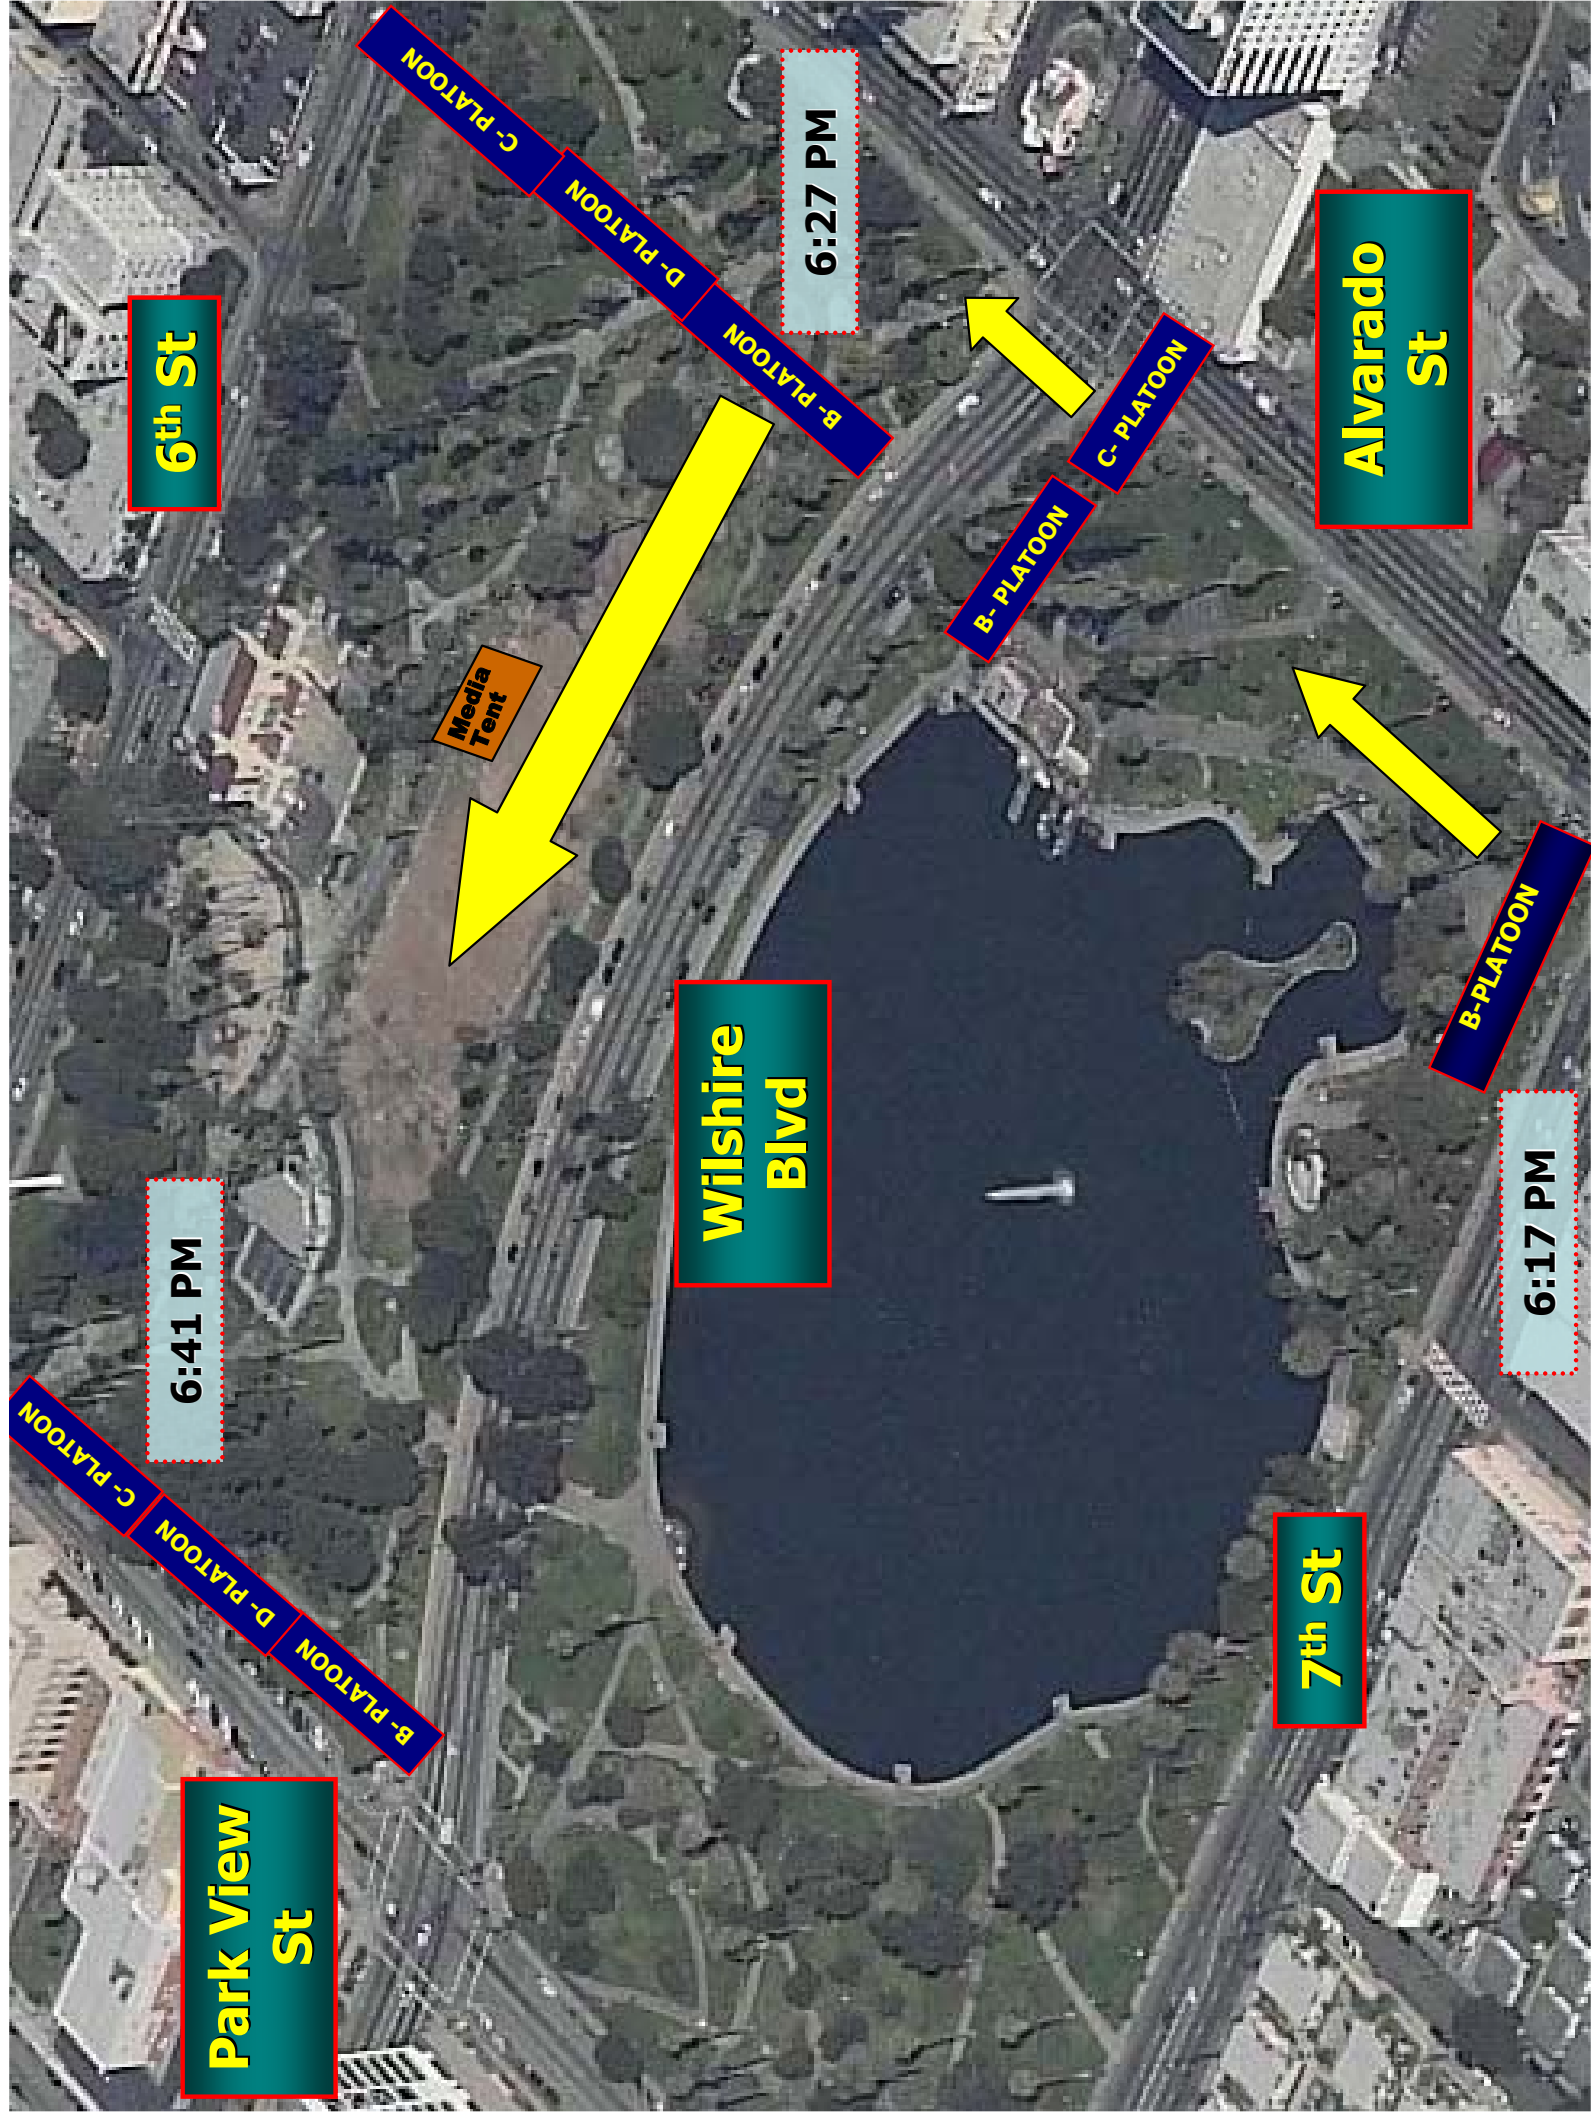 6th St
C- PLATOON
D- PLATOON
B- PLATOON
6:27 PM
Alvarado
St
C- PLATOON
B- PLATOON
Media
Tent
B-PLATOON
6:17 PM
Wilshire
Blvd
6:41 PM
C- PLATOON
D- PLATOON
B- PLATOON
7th St
Park View
St